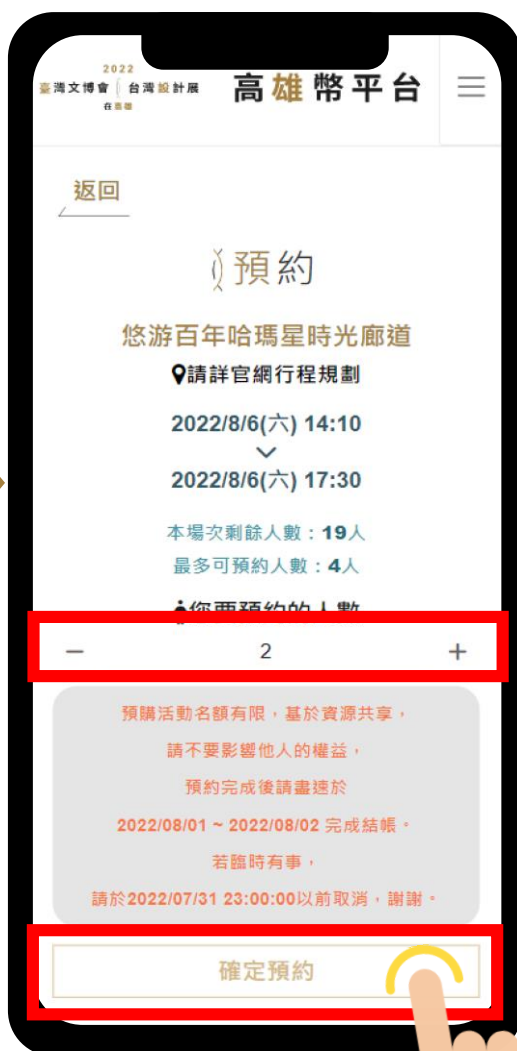 2022
臺灣文博會 台灣設計展
在高雄
高雄幣平台
返回
預約
悠游百年哈瑪星時光廊道
請詳官網行程規劃
2022/8/6(六) 14:10
2022/8/6(六) 17:30
本場次剩餘人數：19人
最多可預約人數：4人
您要預約的人數
− 2 +
預購活動名額有限，基於資源共享，
請不要影響他人的權益，
預約完成後請盡速於
2022/08/01 ~ 2022/08/02 完成結帳。
若臨時有事，
請於2022/07/31 23:00:00以前取消，謝謝。
確定預約